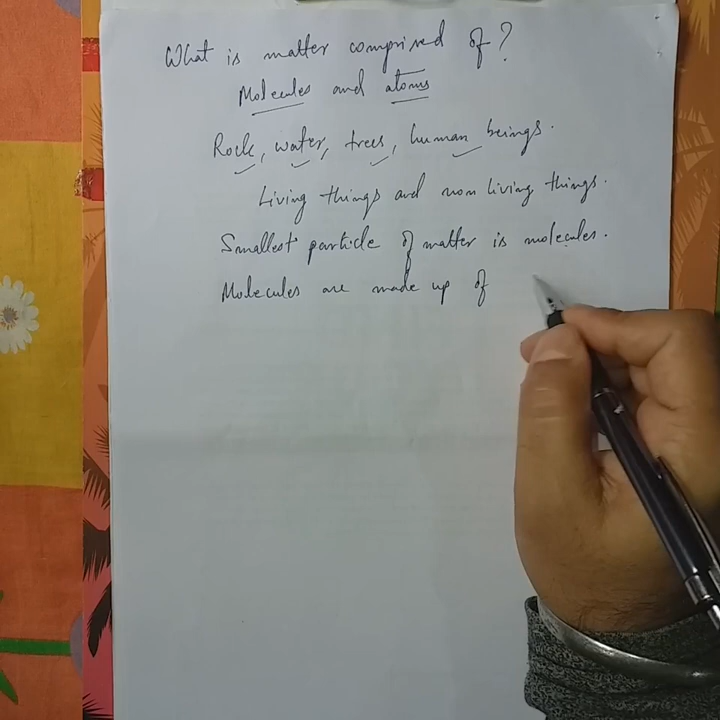 What is matter comprised of?
Molecules and atoms
Rock, water, trees, human beings.
Living things and non living things.
Smallest particle of matter is molecules.
Molecules are made up of